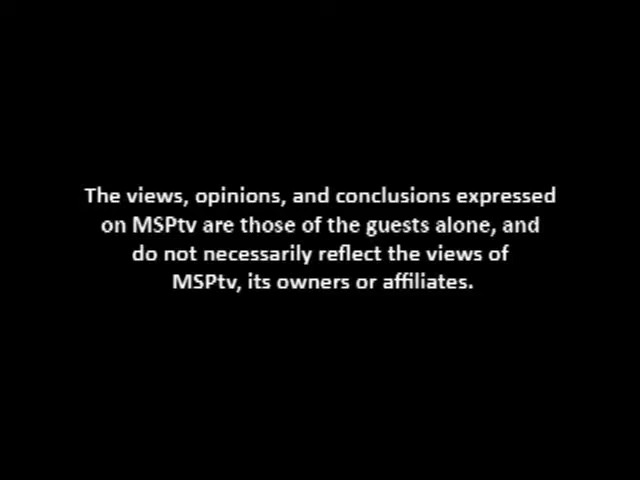 The views, opinions, and conclusions expressed
on MSPtv are those of the guests alone, and
do not necessarily reflect the views of
MSPtv, its owners or affiliates.